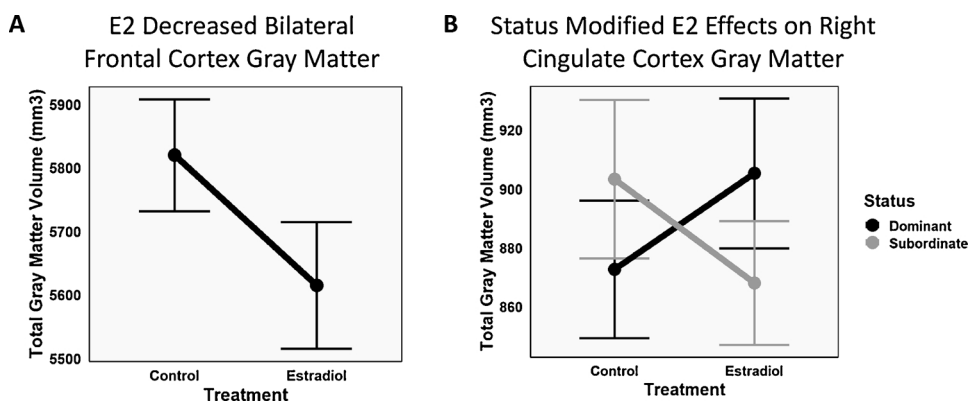 A
E2 Decreased Bilateral
Frontal Cortex Gray Matter
Total Gray Matter Volume (mm3)
5900
5800
5700
5600
5500
Control
Estradiol
Treatment
B
Status Modified E2 Effects on Right
Cingulate Cortex Gray Matter
Total Gray Matter Volume (mm3)
920
900
880
860
Control
Estradiol
Treatment
Status
Dominant
Subordinate